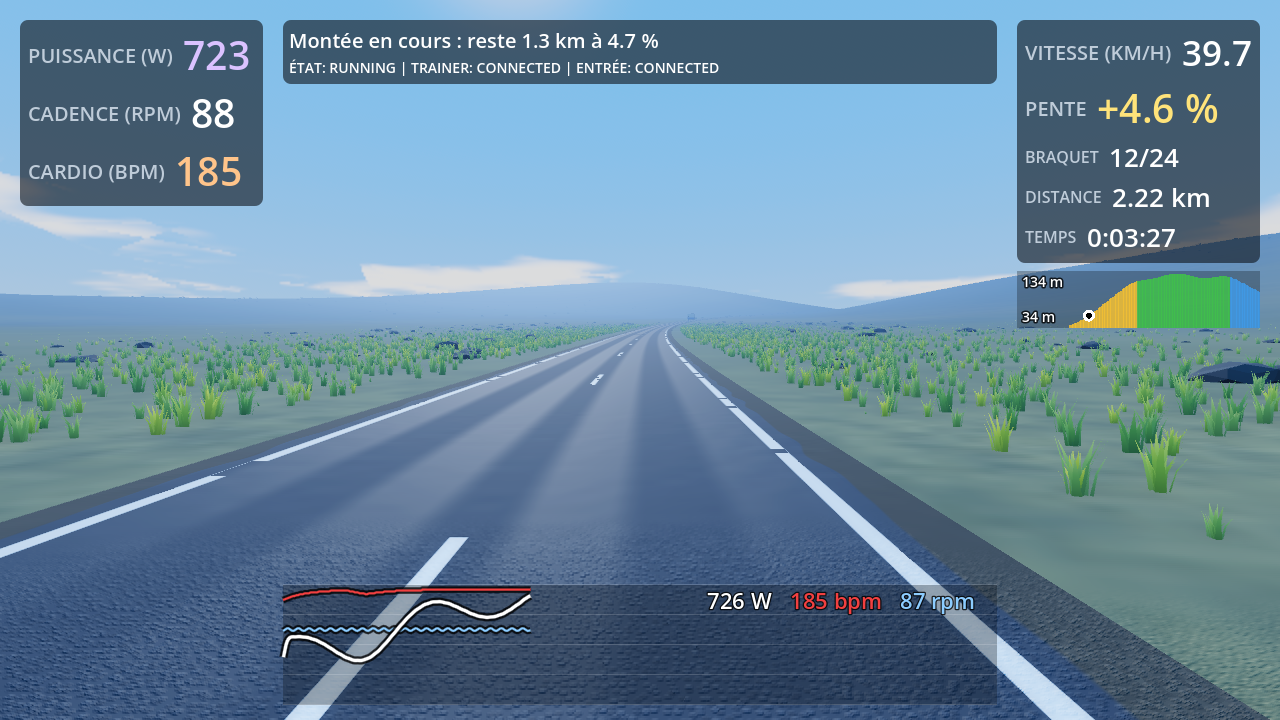 PUISSANCE (W) 723
CADENCE (RPM) 88
CARDIO (BPM) 185
Montée en cours : reste 1.3 km à 4.7 %
ÉTAT: RUNNING | TRAINER: CONNECTED | ENTRÉE: CONNECTED
VITESSE (KM/H) 39.7
PENTE +4.6 %
BRAQUET 12/24
DISTANCE 2.22 km
TEMPS 0:03:27
134 m
34 m
726 W 185 bpm 87 rpm